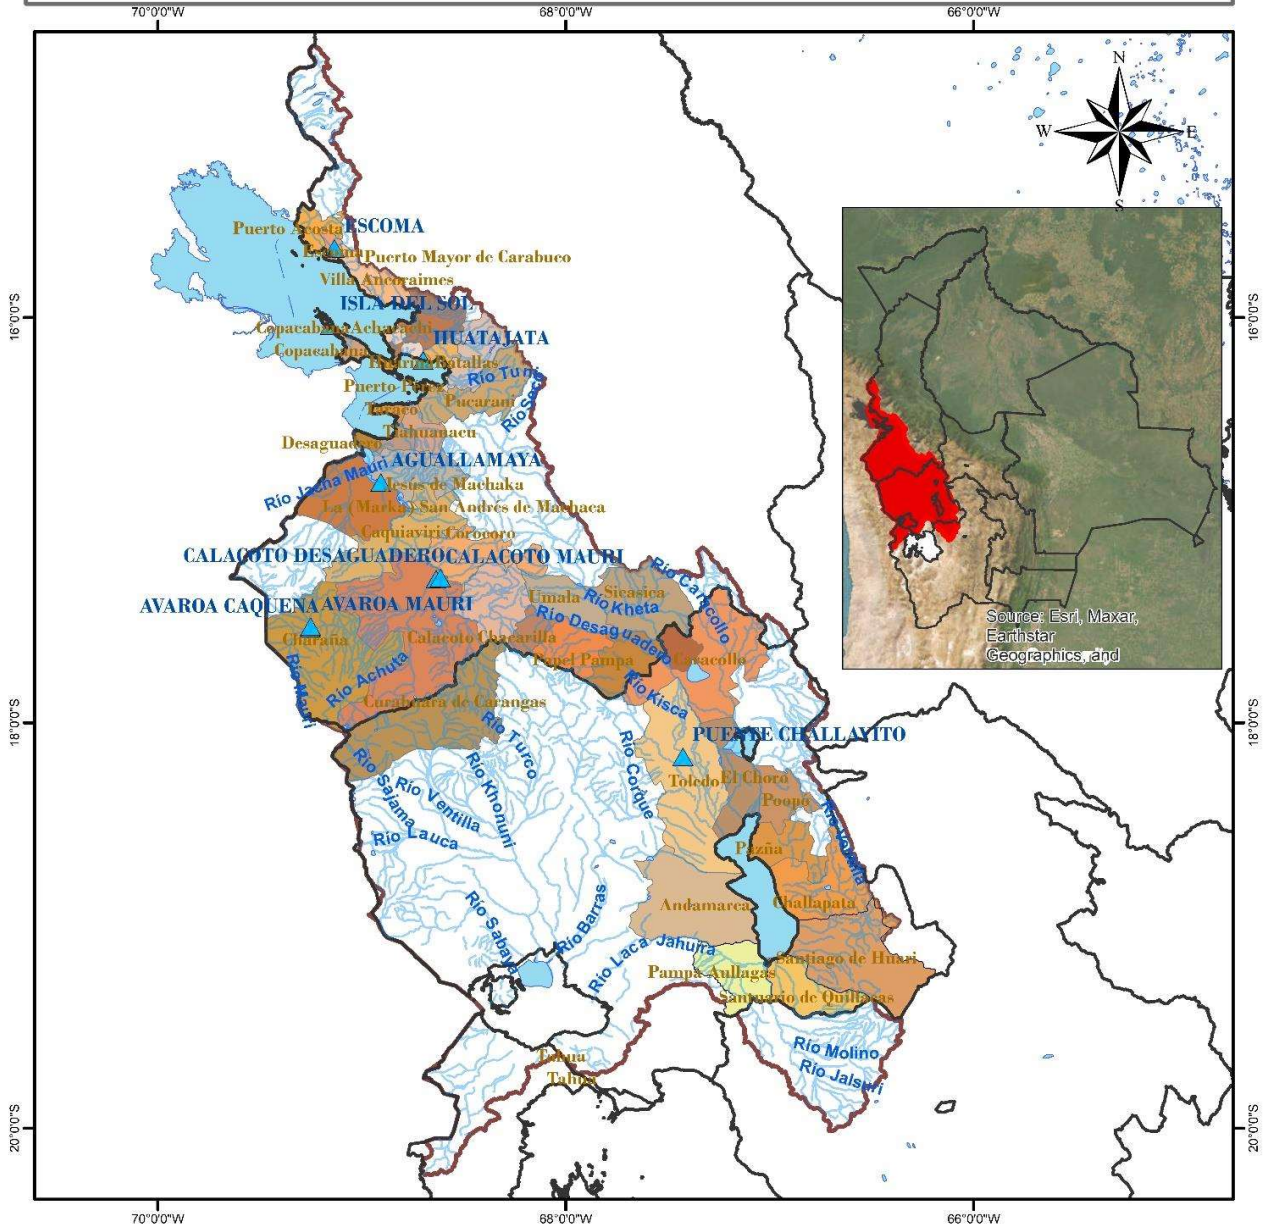 70°0'0"W 68°0'0"W 66°0'0"W
N
W E
S
ESCOMA
Puerto Acosta
Escoma
Puerto Mayor de Carabuco
Villa Ancoraimes
ISLA DEL SOL
16°0'0"S 16°0'0"S
Copacabana Achacachi
HUATAJATA
Copacabana
Huarina Batallas
Río Tuni
Puerto Pérez
Pucarani
Taraco
Río Seco
Tiahuanacu
Desaguadero
AGUALLAMAYA
Río Jacha Mauri
Jesús de Machaka
La (Marka) San Andrés de Machaca
Caquiaviri Corocoro
CALACOTO DESAGUADERO CALACOTO MAURI
Río Caracollo
Umala Sicasica
Río Kheta
AVAROA CAQUENA AVAROA MAURI
Río Desaguadero
Charaña Calacoto Chacarilla
Papel Pampa Caracollo
Río Mauri
Río Achuta
Río Kisca
Curahuara de Carangas
18°0'0"S 18°0'0"S
Río Turco
PUENTE CHALLAYITO
Río Corque
Río Sajama
Río Ventilla
Río Khonuni
Toledo El Choro
Poopó
Río Lauca
Pazña
Challapata
Andamarca
Río Sabaya
Río Barras
Río Laca Jahuira
Santiago de Huari
Pampa Aullagas
Santuario de Quillacas
Tahua
Tahua
Río Molino
Río Jalsuri
20°0'0"S 20°0'0"S
Source: Esri, Maxar,
Earthstar
Geographics, and
70°0'0"W 68°0'0"W 66°0'0"W